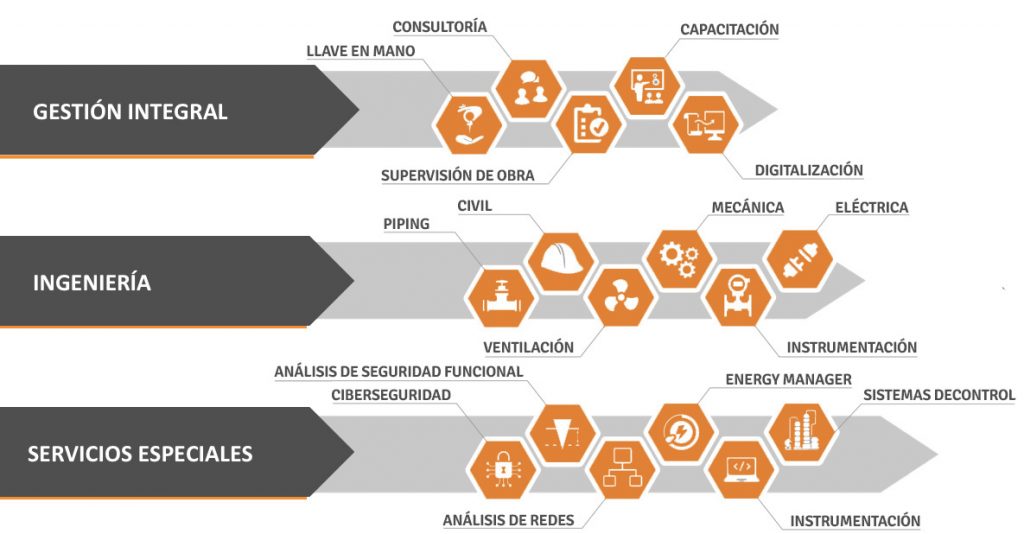 CONSULTORÍA
CAPACITACIÓN
LLAVE EN MANO
GESTIÓN INTEGRAL
SUPERVISIÓN DE OBRA
DIGITALIZACIÓN
CIVIL
MECÁNICA
ELÉCTRICA
PIPING
INGENIERÍA
VENTILACIÓN
INSTRUMENTACIÓN
ANÁLISIS DE SEGURIDAD FUNCIONAL
ENERGY MANAGER
CIBERSEGURIDAD
SISTEMAS DECONTROL
SERVICIOS ESPECIALES
</>
ANÁLISIS DE REDES
INSTRUMENTACIÓN